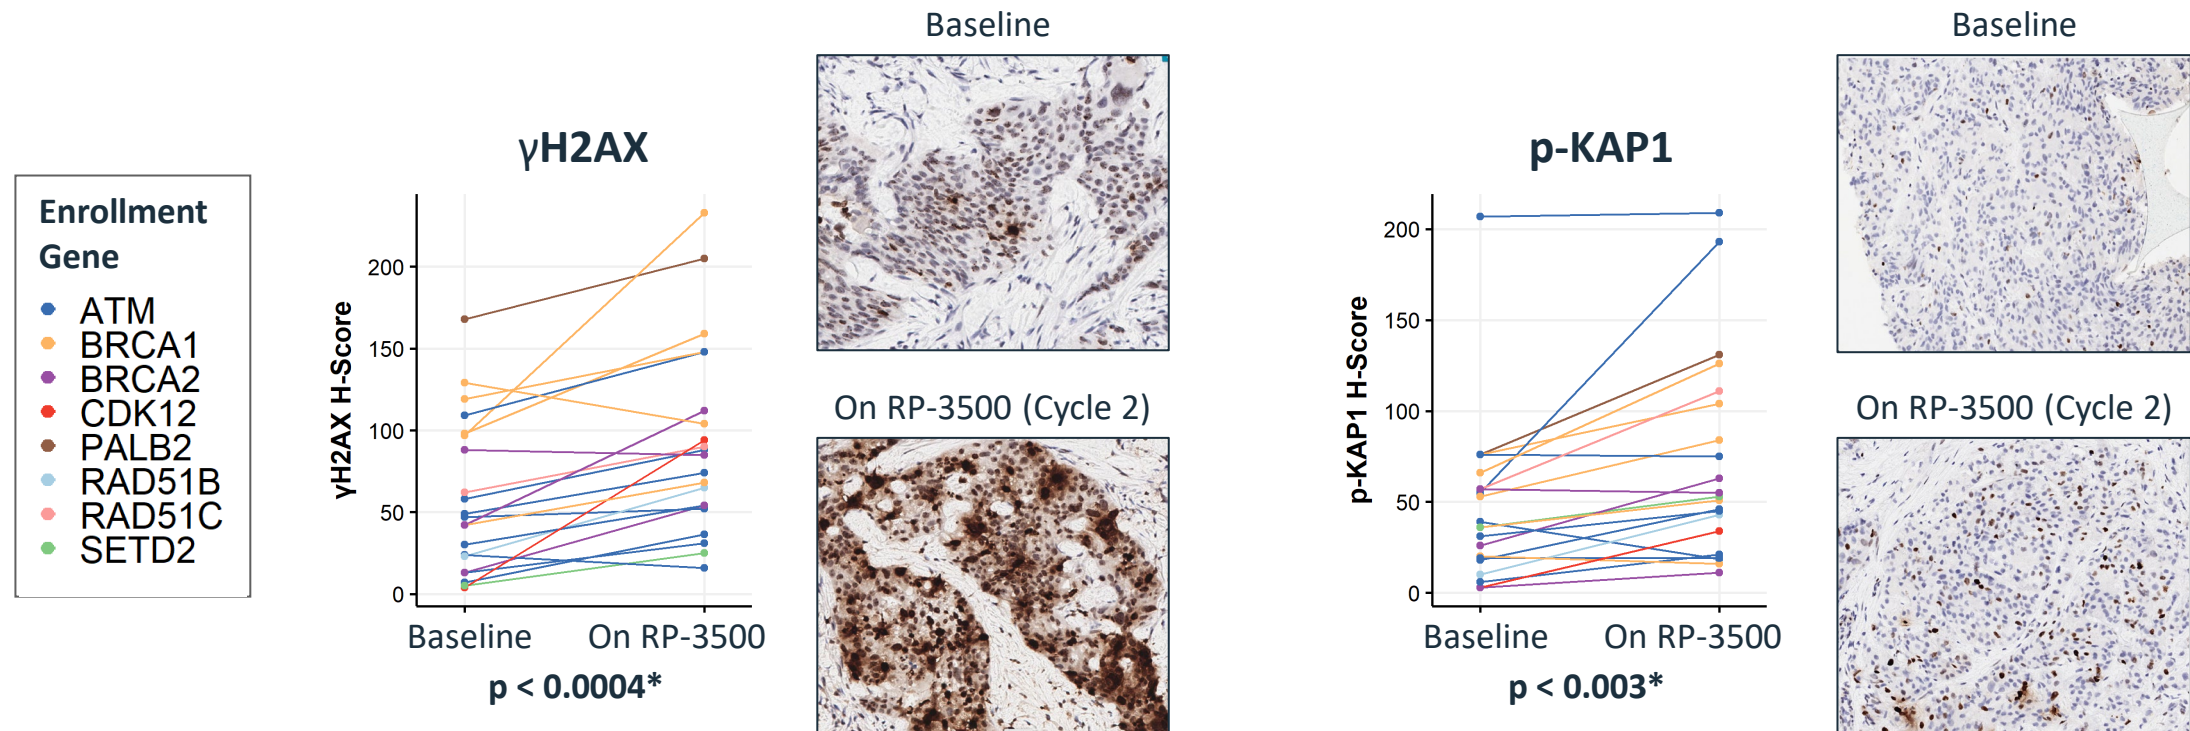 Enrollment
Gene
ATM
BRCA1
BRCA2
CDK12
PALB2
RAD51B
RAD51C
SETD2
γH2AX
γH2AX H-Score
200
150
100
50
0
Baseline
On RP-3500
p < 0.0004*
Baseline
On RP-3500 (Cycle 2)
p-KAP1
p-KAP1 H-Score
200
150
100
50
0
Baseline
On RP-3500
p < 0.003*
Baseline
On RP-3500 (Cycle 2)